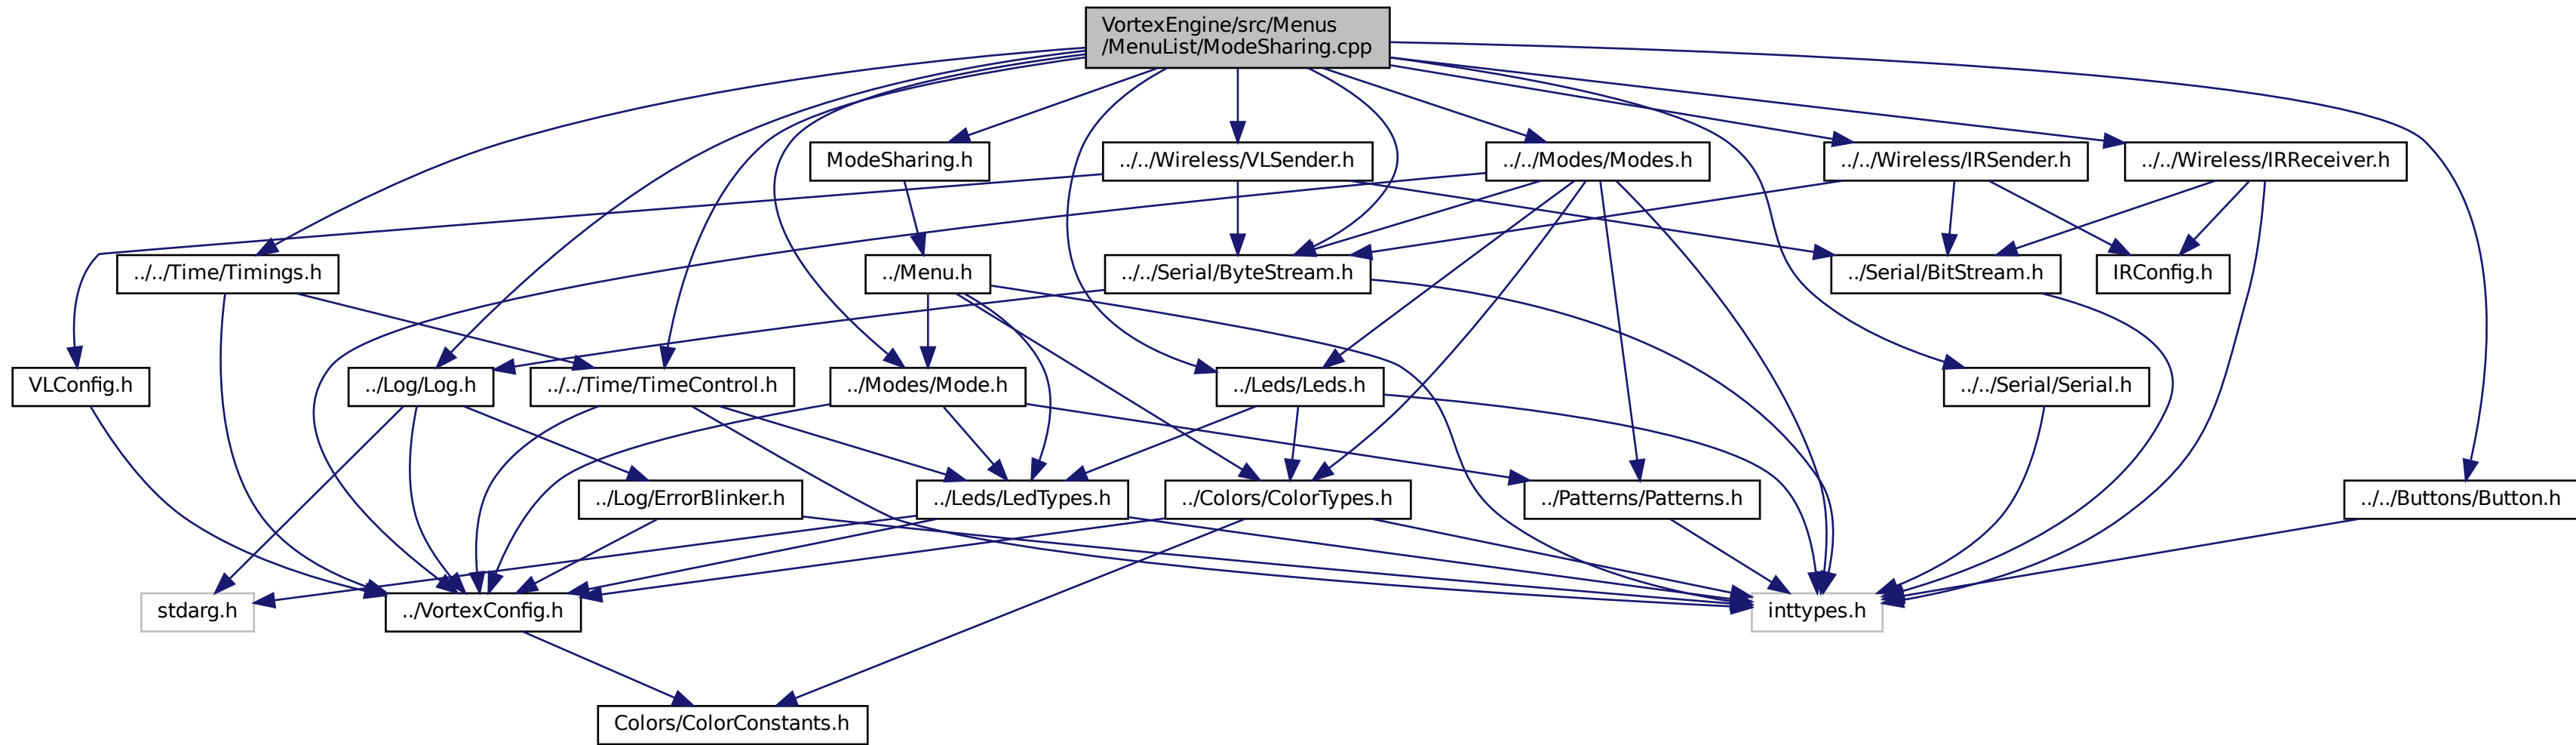 VortexEngine/src/Menus
/MenuList/ModeSharing.cpp
ModeSharing.h
../../Wireless/VLSender.h
../../Modes/Modes.h
../../Wireless/IRSender.h
../../Wireless/IRReceiver.h
../../Time/Timings.h
../Menu.h
../../Serial/ByteStream.h
../Serial/BitStream.h
IRConfig.h
VLConfig.h
../Log/Log.h
../../Time/TimeControl.h
../Modes/Mode.h
../Leds/Leds.h
../../Serial/Serial.h
../Log/ErrorBlinker.h
../Leds/LedTypes.h
../Colors/ColorTypes.h
../Patterns/Patterns.h
../../Buttons/Button.h
stdarg.h
../VortexConfig.h
inttypes.h
Colors/ColorConstants.h